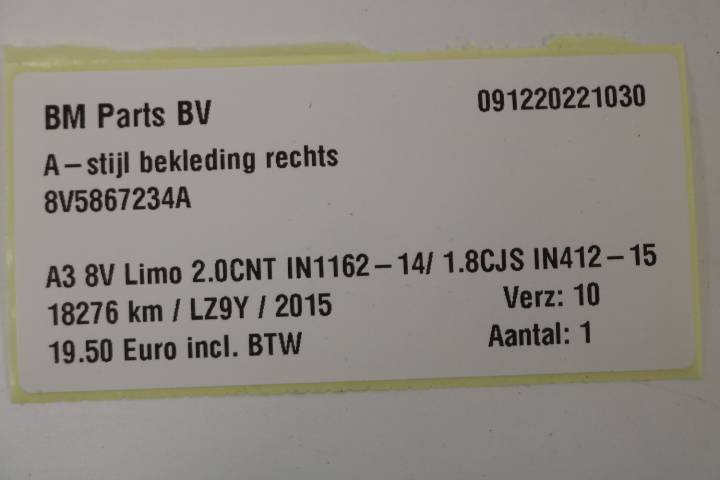 BM Parts BV 091220221030
A-stijl bekleding rechts
8V5867234A
A3 8V Limo 2.0CNT IN1162-14/ 1.8CJS IN412-15
18276 km / LZ9Y / 2015 Verz: 10
19.50 Euro incl. BTW Aantal: 1